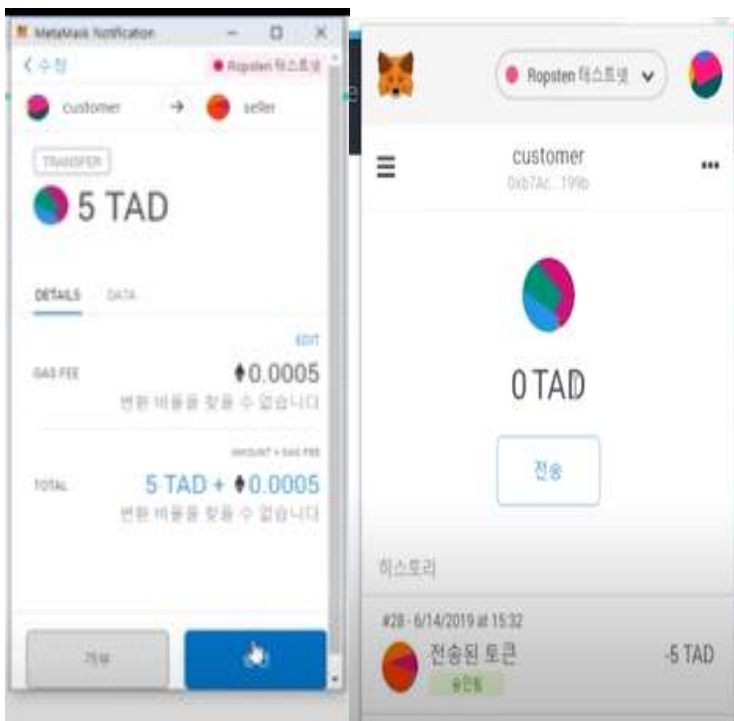 MetaMask Notification
< 수정
Ropsten 테스트넷
customer → seller
TRANSFER
5 TAD
DETAILS DATA
EDIT
GAS FEE
0.0005
변환 비율을 찾을 수 없습니다
AMOUNT + GAS FEE
TOTAL
5 TAD + 0.0005
변환 비율을 찾을 수 없습니다
거부
Ropsten 테스트넷
customer
0xb7Ac...199b
0 TAD
전송
히스토리
#28 - 6/14/2019 at 15:32
전송된 토큰
-5 TAD
승인됨